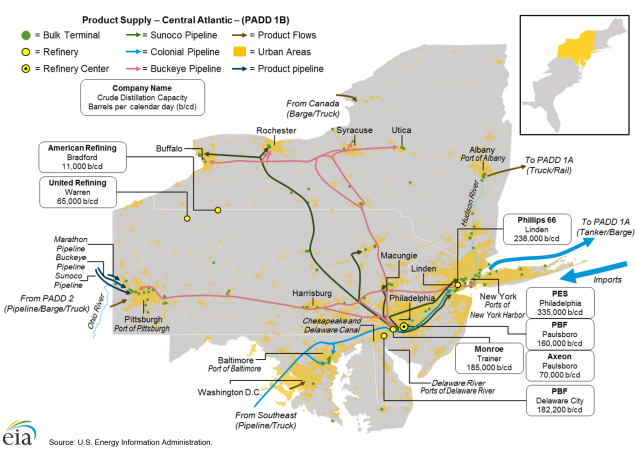 Product Supply – Central Atlantic – (PADD 1B)
= Bulk Terminal
= Sunoco Pipeline
= Product Flows
= Refinery
= Colonial Pipeline
= Urban Areas
= Refinery Center
= Buckeye Pipeline
= Product pipeline
Company Name
Crude Distillation Capacity
Barrels per calendar day (b/cd)
From Canada
(Barge/Truck)
Rochester
Syracuse
Utica
Buffalo
Albany
Port of Albany
To PADD 1A
(Truck/Rail)
American Refining
Bradford
11,000 b/cd
United Refining
Warren
65,000 b/cd
Hudson River
Phillips 66
Linden
238,000 b/cd
To PADD 1A
(Tanker/Barge)
Marathon
Pipeline
Buckeye
Pipeline
Sunoco
Pipeline
Macungie
Linden
Imports
From PADD 2
(Pipeline/Barge/Truck)
Ohio River
Pittsburgh
Port of Pittsburgh
Harrisburg
Philadelphia
New York
Ports of
New York Harbor
PES
Philadelphia
335,000 b/cd
Chesapeake and
Delaware Canal
PBF
Paulsboro
160,000 b/cd
Monroe
Trainer
185,000 b/cd
Axeon
Paulsboro
70,000 b/cd
Baltimore
Port of Baltimore
Washington D.C.
Delaware River
Ports of Delaware River
PBF
Delaware City
182,200 b/cd
From Southeast
(Pipeline/Truck)
eia
Source: U.S. Energy Information Administration.